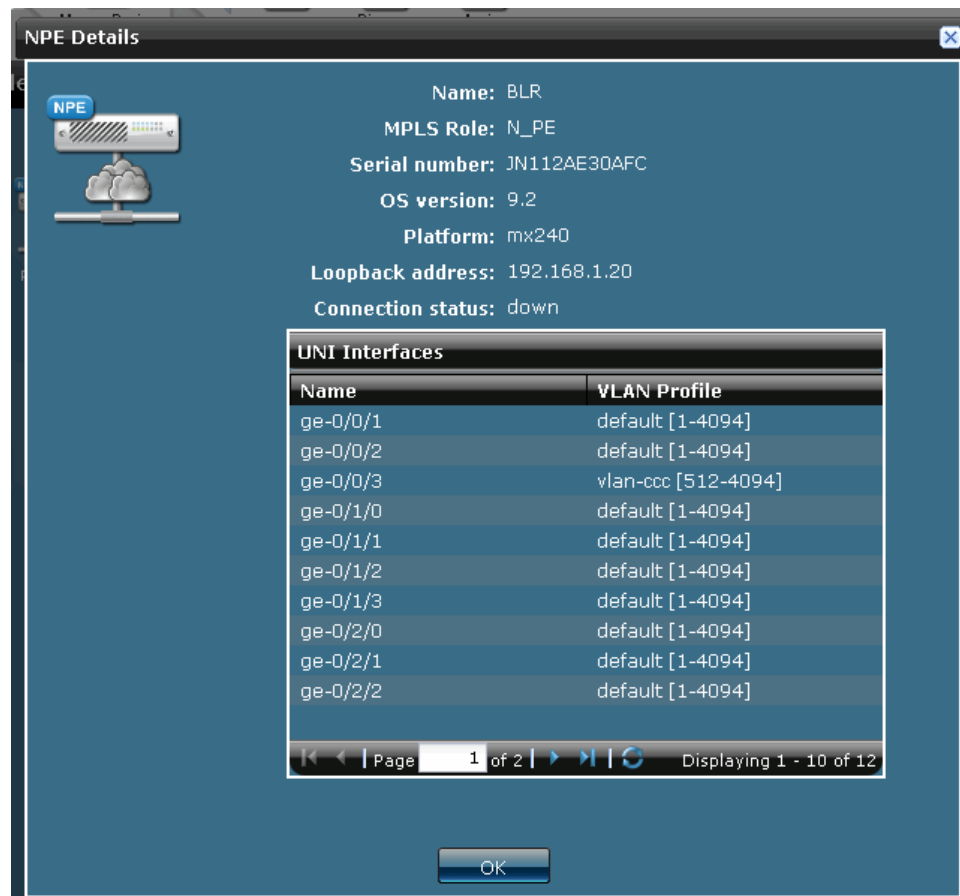 NPE Details
NPE
Name: BLR
MPLS Role: N_PE
Serial number: JN112AE30AFC
OS version: 9.2
Platform: mx240
Loopback address: 192.168.1.20
Connection status: down
UNI Interfaces
Name VLAN Profile
ge-0/0/1 default [1-4094]
ge-0/0/2 default [1-4094]
ge-0/0/3 vlan-ccc [512-4094]
ge-0/1/0 default [1-4094]
ge-0/1/1 default [1-4094]
ge-0/1/2 default [1-4094]
ge-0/1/3 default [1-4094]
ge-0/2/0 default [1-4094]
ge-0/2/1 default [1-4094]
ge-0/2/2 default [1-4094]
Page 1 of 2 Displaying 1 - 10 of 12
OK